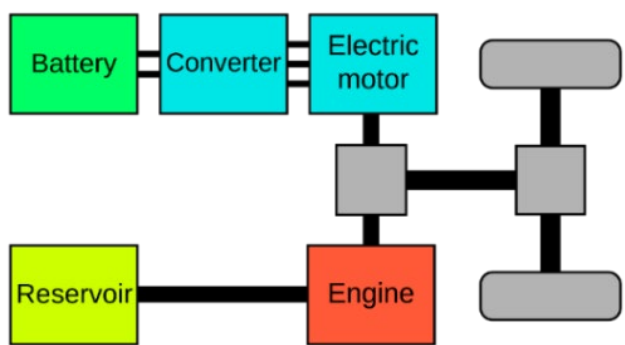 Battery
Converter
Electric
motor
Reservoir
Engine